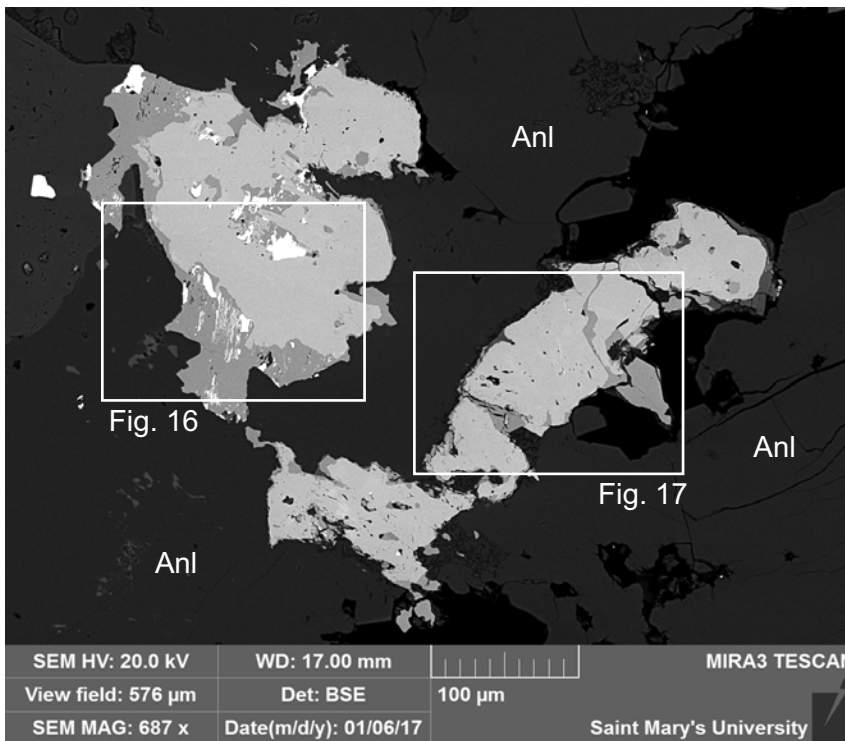 Anl
Fig. 16
Anl
Fig. 17
Anl
SEM HV: 20.0 kV WD: 17.00 mm MIRA3 TESCAN
View field: 576 µm Det: BSE 100 µm
SEM MAG: 687 x Date(m/d/y): 01/06/17 Saint Mary's University